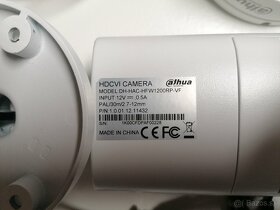 HDCVI CAMERA
alhua
MODEL:DH-HAC-HFW1200RP-VF
INPUT:12V ⎓ 0.5A
PAL/30m/2.7-12mm
P/N:1.0.01.12.11432
S/N:
MADE IN CHINA
CE FC